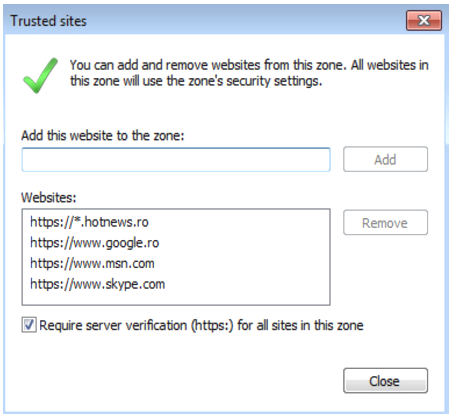 Trusted sites
You can add and remove websites from this zone. All websites in
this zone will use the zone's security settings.
Add this website to the zone:
Add
Websites:
https://*.hotnews.ro
https://www.google.ro
https://www.msn.com
https://www.skype.com
Remove
Require server verification (https:) for all sites in this zone
Close